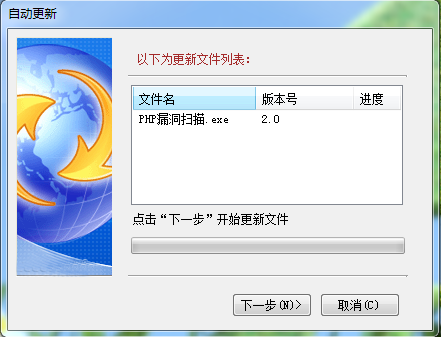 自动更新
以下为更新文件列表：
文件名 版本号 进度
PHP漏洞扫描.exe 2.0
点击“下一步”开始更新文件
下一步(N)> 取消(C)